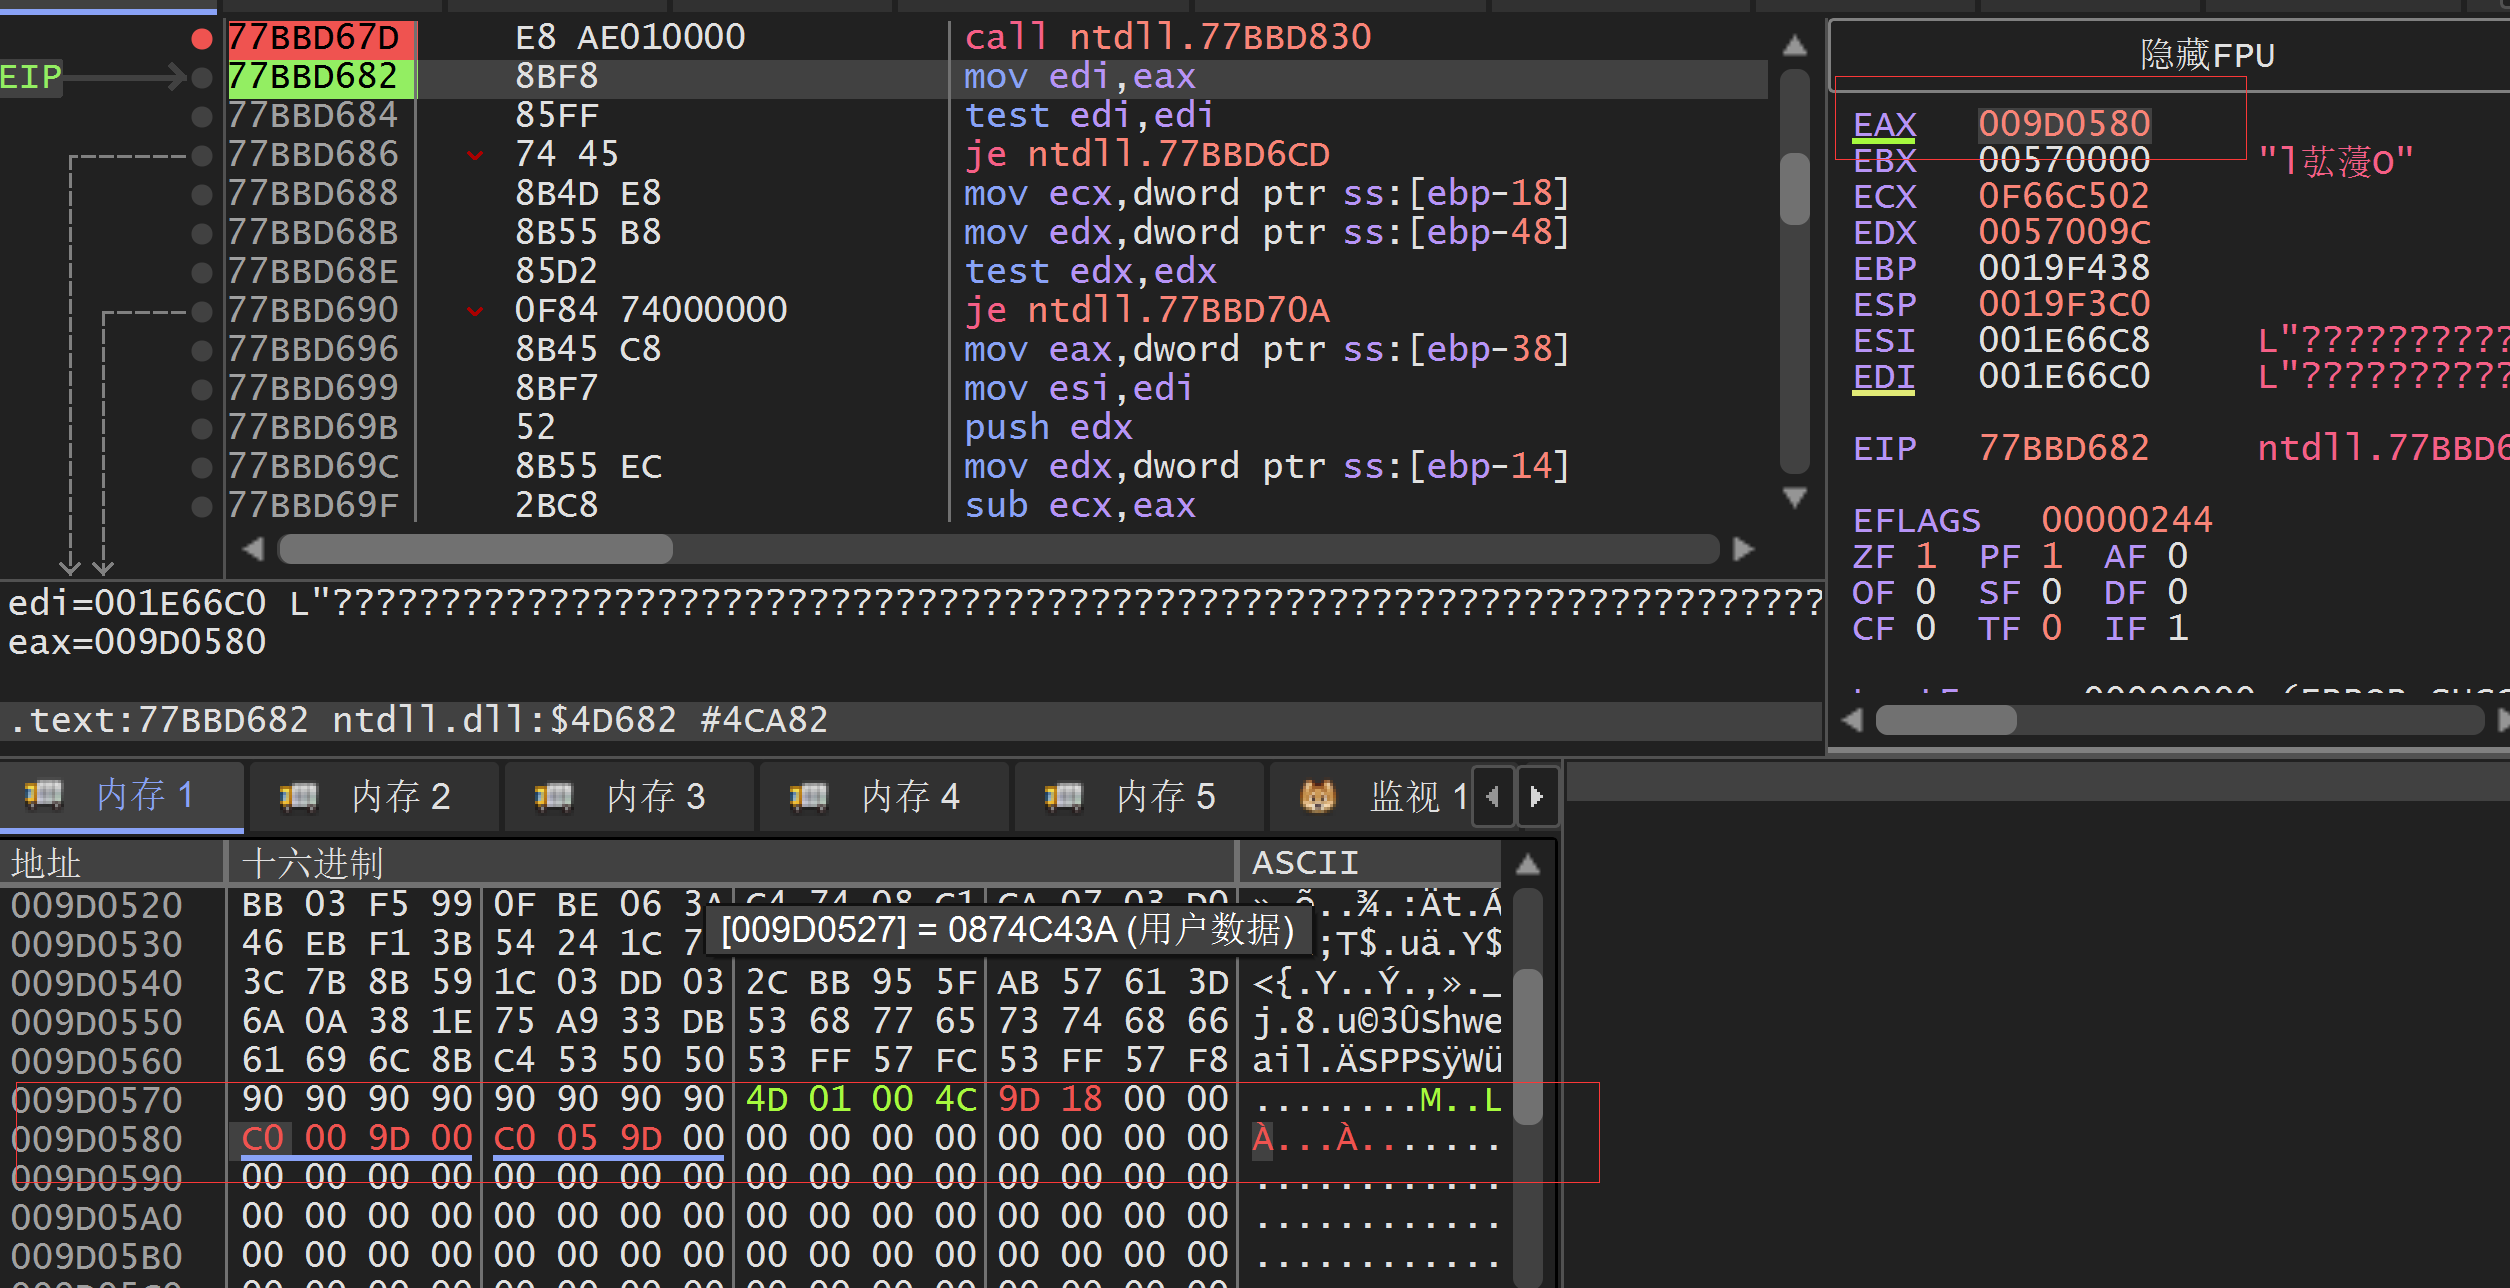 77BBD67D E8 AE010000 call ntdll.77BBD830
EIP 77BBD682 8BF8 mov edi,eax
77BBD684 85FF test edi,edi
77BBD686 74 45 je ntdll.77BBD6CD
77BBD688 8B4D E8 mov ecx,dword ptr ss:[ebp-18]
77BBD68B 8B55 B8 mov edx,dword ptr ss:[ebp-48]
77BBD68E 85D2 test edx,edx
77BBD690 0F84 74000000 je ntdll.77BBD70A
77BBD696 8B45 C8 mov eax,dword ptr ss:[ebp-38]
77BBD699 8BF7 mov esi,edi
77BBD69B 52 push edx
77BBD69C 8B55 EC mov edx,dword ptr ss:[ebp-14]
77BBD69F 2BC8 sub ecx,eax
隐藏FPU
EAX 009D0580
EBX 00570000
ECX 0F66C502
EDX 0057009C
EBP 0019F438
ESP 0019F3C0
ESI 001E66C8 L"??????????
EDI 001E66C0 L"??????????
EIP 77BBD682 ntdll.77BBD6
EFLAGS 00000244
ZF 1 PF 1 AF 0
OF 0 SF 0 DF 0
CF 0 TF 0 IF 1
edi=001E66C0 L"?????????????????????????????????????????????????????????????????????
eax=009D0580
.text:77BBD682 ntdll.dll:$4D682 #4CA82
内存 1 内存 2 内存 3 内存 4 内存 5 监视 1
地址 十六进制 ASCII
009D0520 BB 03 F5 99 0F BE 06 3A C4 74 08 C1 CA 07 03 D0 ».õ..¾.:Ät.Á
[009D0527] = 0874C43A (用户数据)
009D0530 46 EB F1 3B 54 24 1C 7 ;T$.uä.Y$
009D0540 3C 7B 8B 59 1C 03 DD 03 2C BB 95 5F AB 57 61 3D <{.Y..Ý.,»._
009D0550 6A 0A 38 1E 75 A9 33 DB 53 68 77 65 73 74 68 66 j.8.u©3ÛShwe
009D0560 61 69 6C 8B C4 53 50 50 53 FF 57 FC 53 FF 57 F8 ail.ÄSPPSÿWü
009D0570 90 90 90 90 90 90 90 90 4D 01 00 4C 9D 18 00 00 ........M..L
009D0580 C0 00 9D 00 C0 05 9D 00 00 00 00 00 00 00 00 00 À...À.......
009D0590 00 00 00 00 00 00 00 00 00 00 00 00 00 00 00 00 ............
009D05A0 00 00 00 00 00 00 00 00 00 00 00 00 00 00 00 00 ............
009D05B0 00 00 00 00 00 00 00 00 00 00 00 00 00 00 00 00 ............